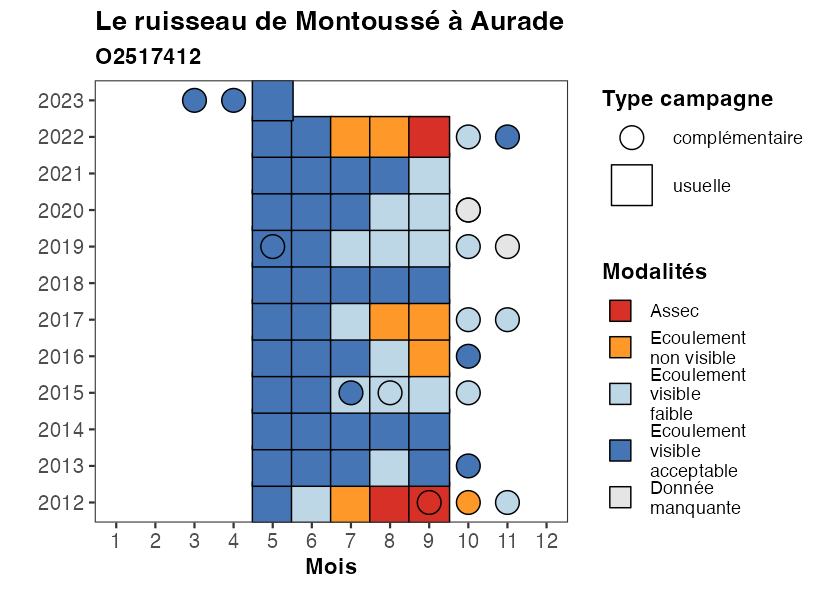 Le ruisseau de Montoussé à Aurade
O2517412
2023
2022
2021
2020
2019
2018
2017
2016
2015
2014
2013
2012
1 2 3 4 5 6 7 8 9 10 11 12
Mois
Type campagne
complémentaire
usuelle
Modalités
Assec
Ecoulement
non visible
Ecoulement
visible
faible
Ecoulement
visible
acceptable
Donnée
manquante